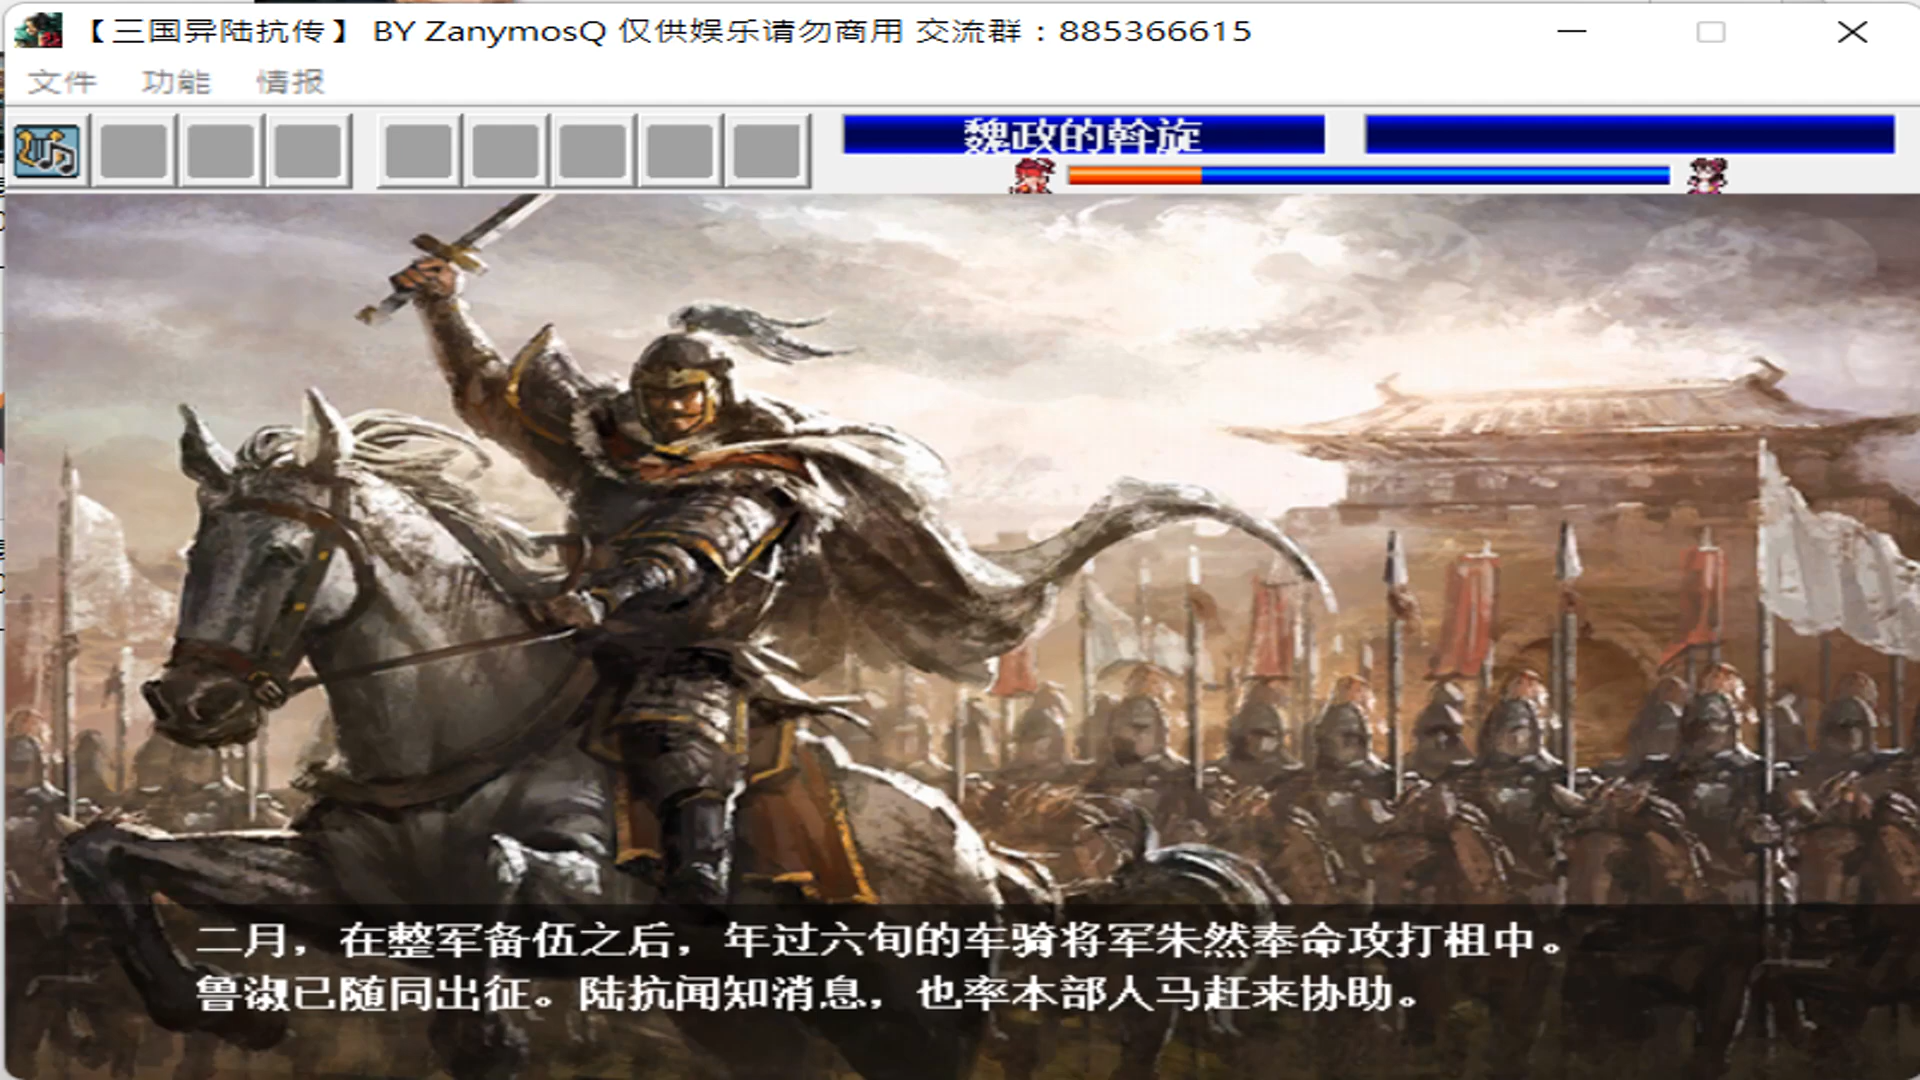 【三国异陆抗传】 BY ZanymosQ 仅供娱乐请勿商用 交流群：885366615
文件 功能 情报
魏政的斡旋
二月，在整军备伍之后，年过六旬的车骑将军朱然奉命攻打柤中。
鲁淑已随同出征。陆抗闻知消息，也率本部人马赶来协助。